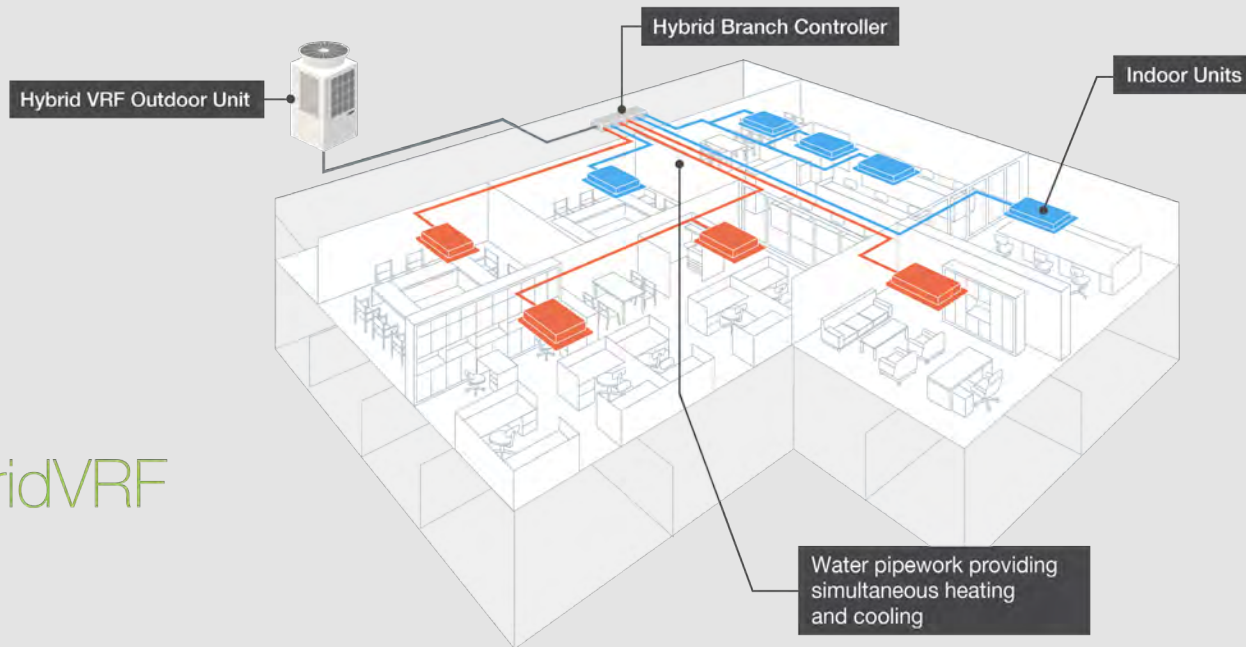 Hybrid Branch Controller
Indoor Units
Hybrid VRF Outdoor Unit
ridVRF
Water pipework providing
simultaneous heating
and cooling